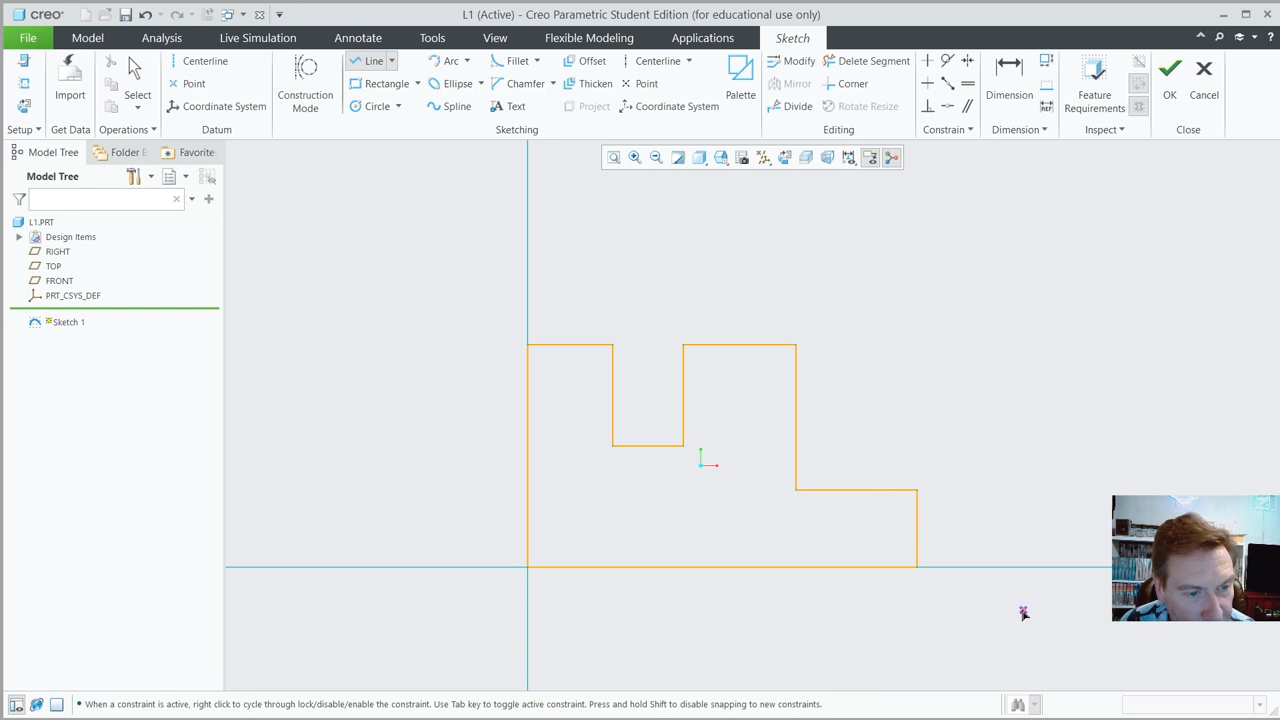 creo
L1 (Active) - Creo Parametric Student Edition (for educational use only)
File Model Analysis Live Simulation Annotate Tools View Flexible Modeling Applications Sketch
Import
Select
Centerline
Point
Coordinate System
Construction Mode
Line Arc Fillet Offset Centerline
Rectangle Ellipse Chamfer Thicken Point
Circle Spline Text Project Coordinate System
Palette
Modify Delete Segment
Mirror Corner
Divide Rotate Resize
Dimension
Feature Requirements
OK Cancel
Setup Get Data Operations Datum Sketching Editing Constrain Dimension Inspect Close
Model Tree Folder B Favorite
Model Tree
L1.PRT
Design Items
RIGHT
TOP
FRONT
PRT_CSYS_DEF
Sketch 1
• When a constraint is active, right click to cycle through lock/disable/enable the constraint. Use Tab key to toggle active constraint. Press and hold Shift to disable snapping to new constraints.